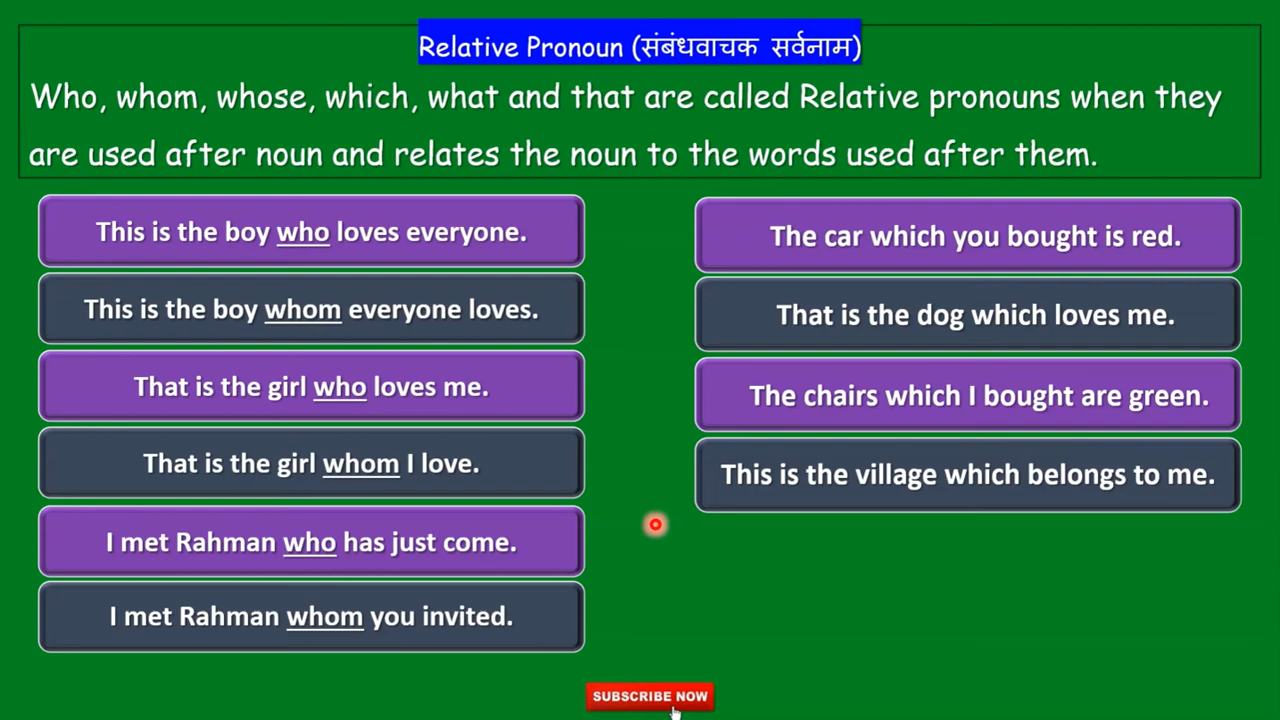 Relative Pronoun (संबंधवाचक सर्वनाम)
Who, whom, whose, which, what and that are called Relative pronouns when they
are used after noun and relates the noun to the words used after them.
This is the boy who loves everyone.
This is the boy whom everyone loves.
That is the girl who loves me.
That is the girl whom I love.
I met Rahman who has just come.
I met Rahman whom you invited.
The car which you bought is red.
That is the dog which loves me.
The chairs which I bought are green.
This is the village which belongs to me.
SUBSCRIBE NOW